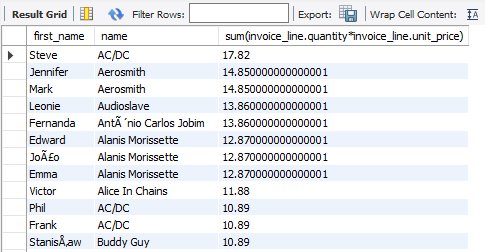 Result Grid Filter Rows: Export: Wrap Cell Content:
first_name name sum(invoice_line.quantity*invoice_line.unit_price)
Steve AC/DC 17.82
Jennifer Aerosmith 14.850000000000001
Mark Aerosmith 14.850000000000001
Leonie Audioslave 13.860000000000001
Fernanda AntÃ´nio Carlos Jobim 13.860000000000001
Edward Alanis Morissette 12.870000000000001
JoÃ£o Alanis Morissette 12.870000000000001
Emma Alanis Morissette 12.870000000000001
Victor Alice In Chains 11.88
Phil AC/DC 10.89
Frank AC/DC 10.89
StanisÅ‚aw Buddy Guy 10.89